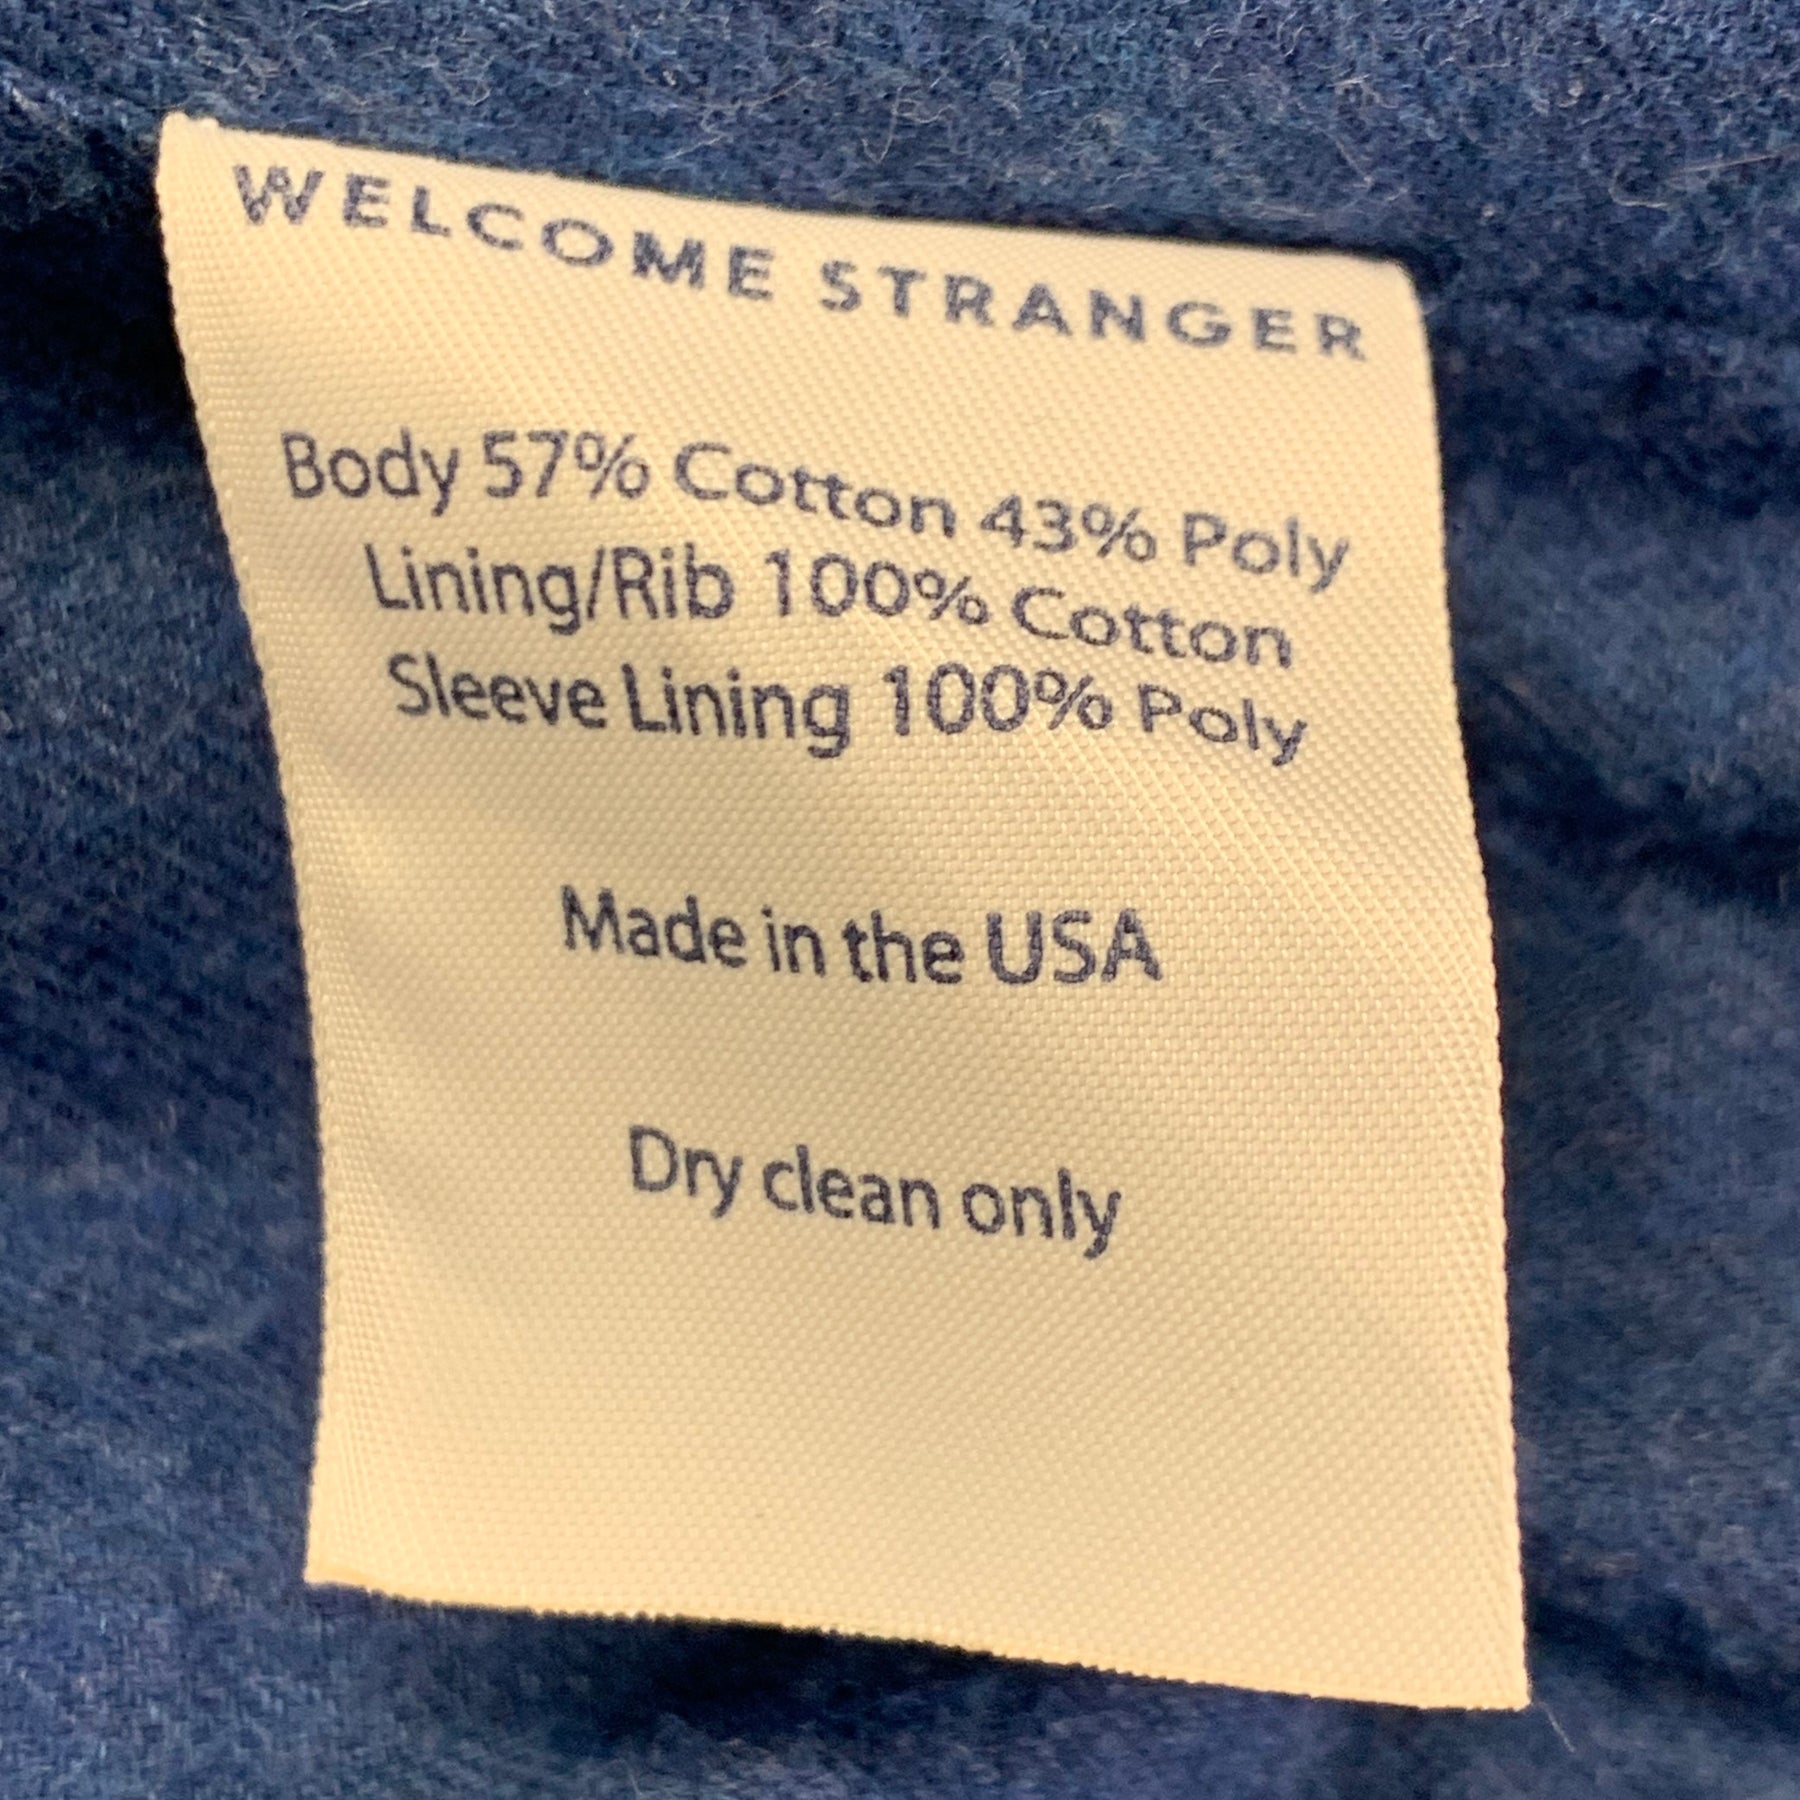 WELCOME STRANGER
Body 57% Cotton 43% Poly
Lining/Rib 100% Cotton
Sleeve Lining 100% Poly
Made in the USA
Dry clean only